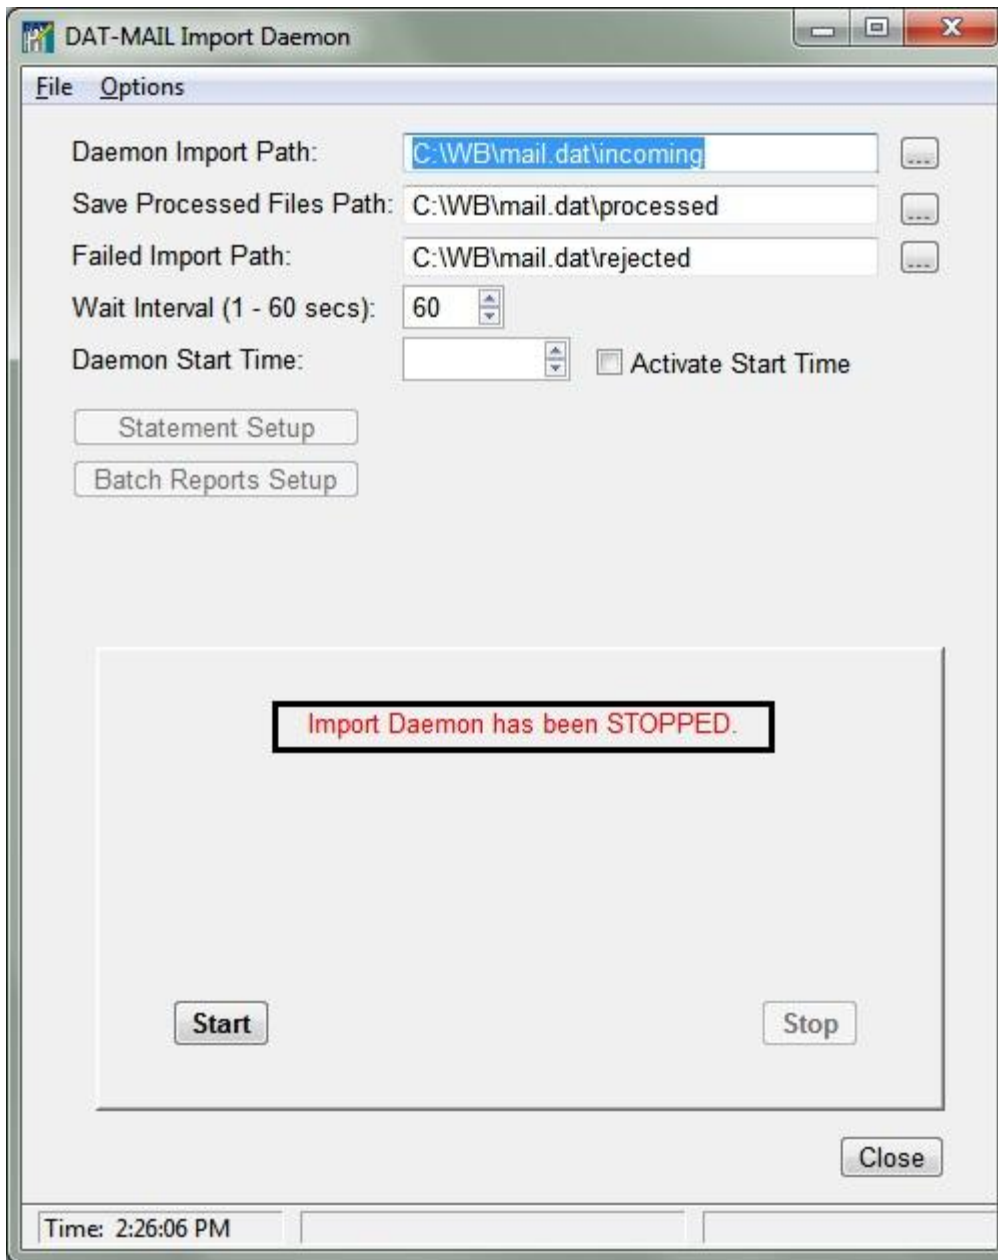 DAT-MAIL Import Daemon
File Options
Daemon Import Path: C:\WB\mail.dat\incoming ...
Save Processed Files Path: C:\WB\mail.dat\processed ...
Failed Import Path: C:\WB\mail.dat\rejected ...
Wait Interval (1 - 60 secs): 60
Daemon Start Time: Activate Start Time
Statement Setup
Batch Reports Setup
Import Daemon has been STOPPED.
Start Stop
Close
Time: 2:26:06 PM